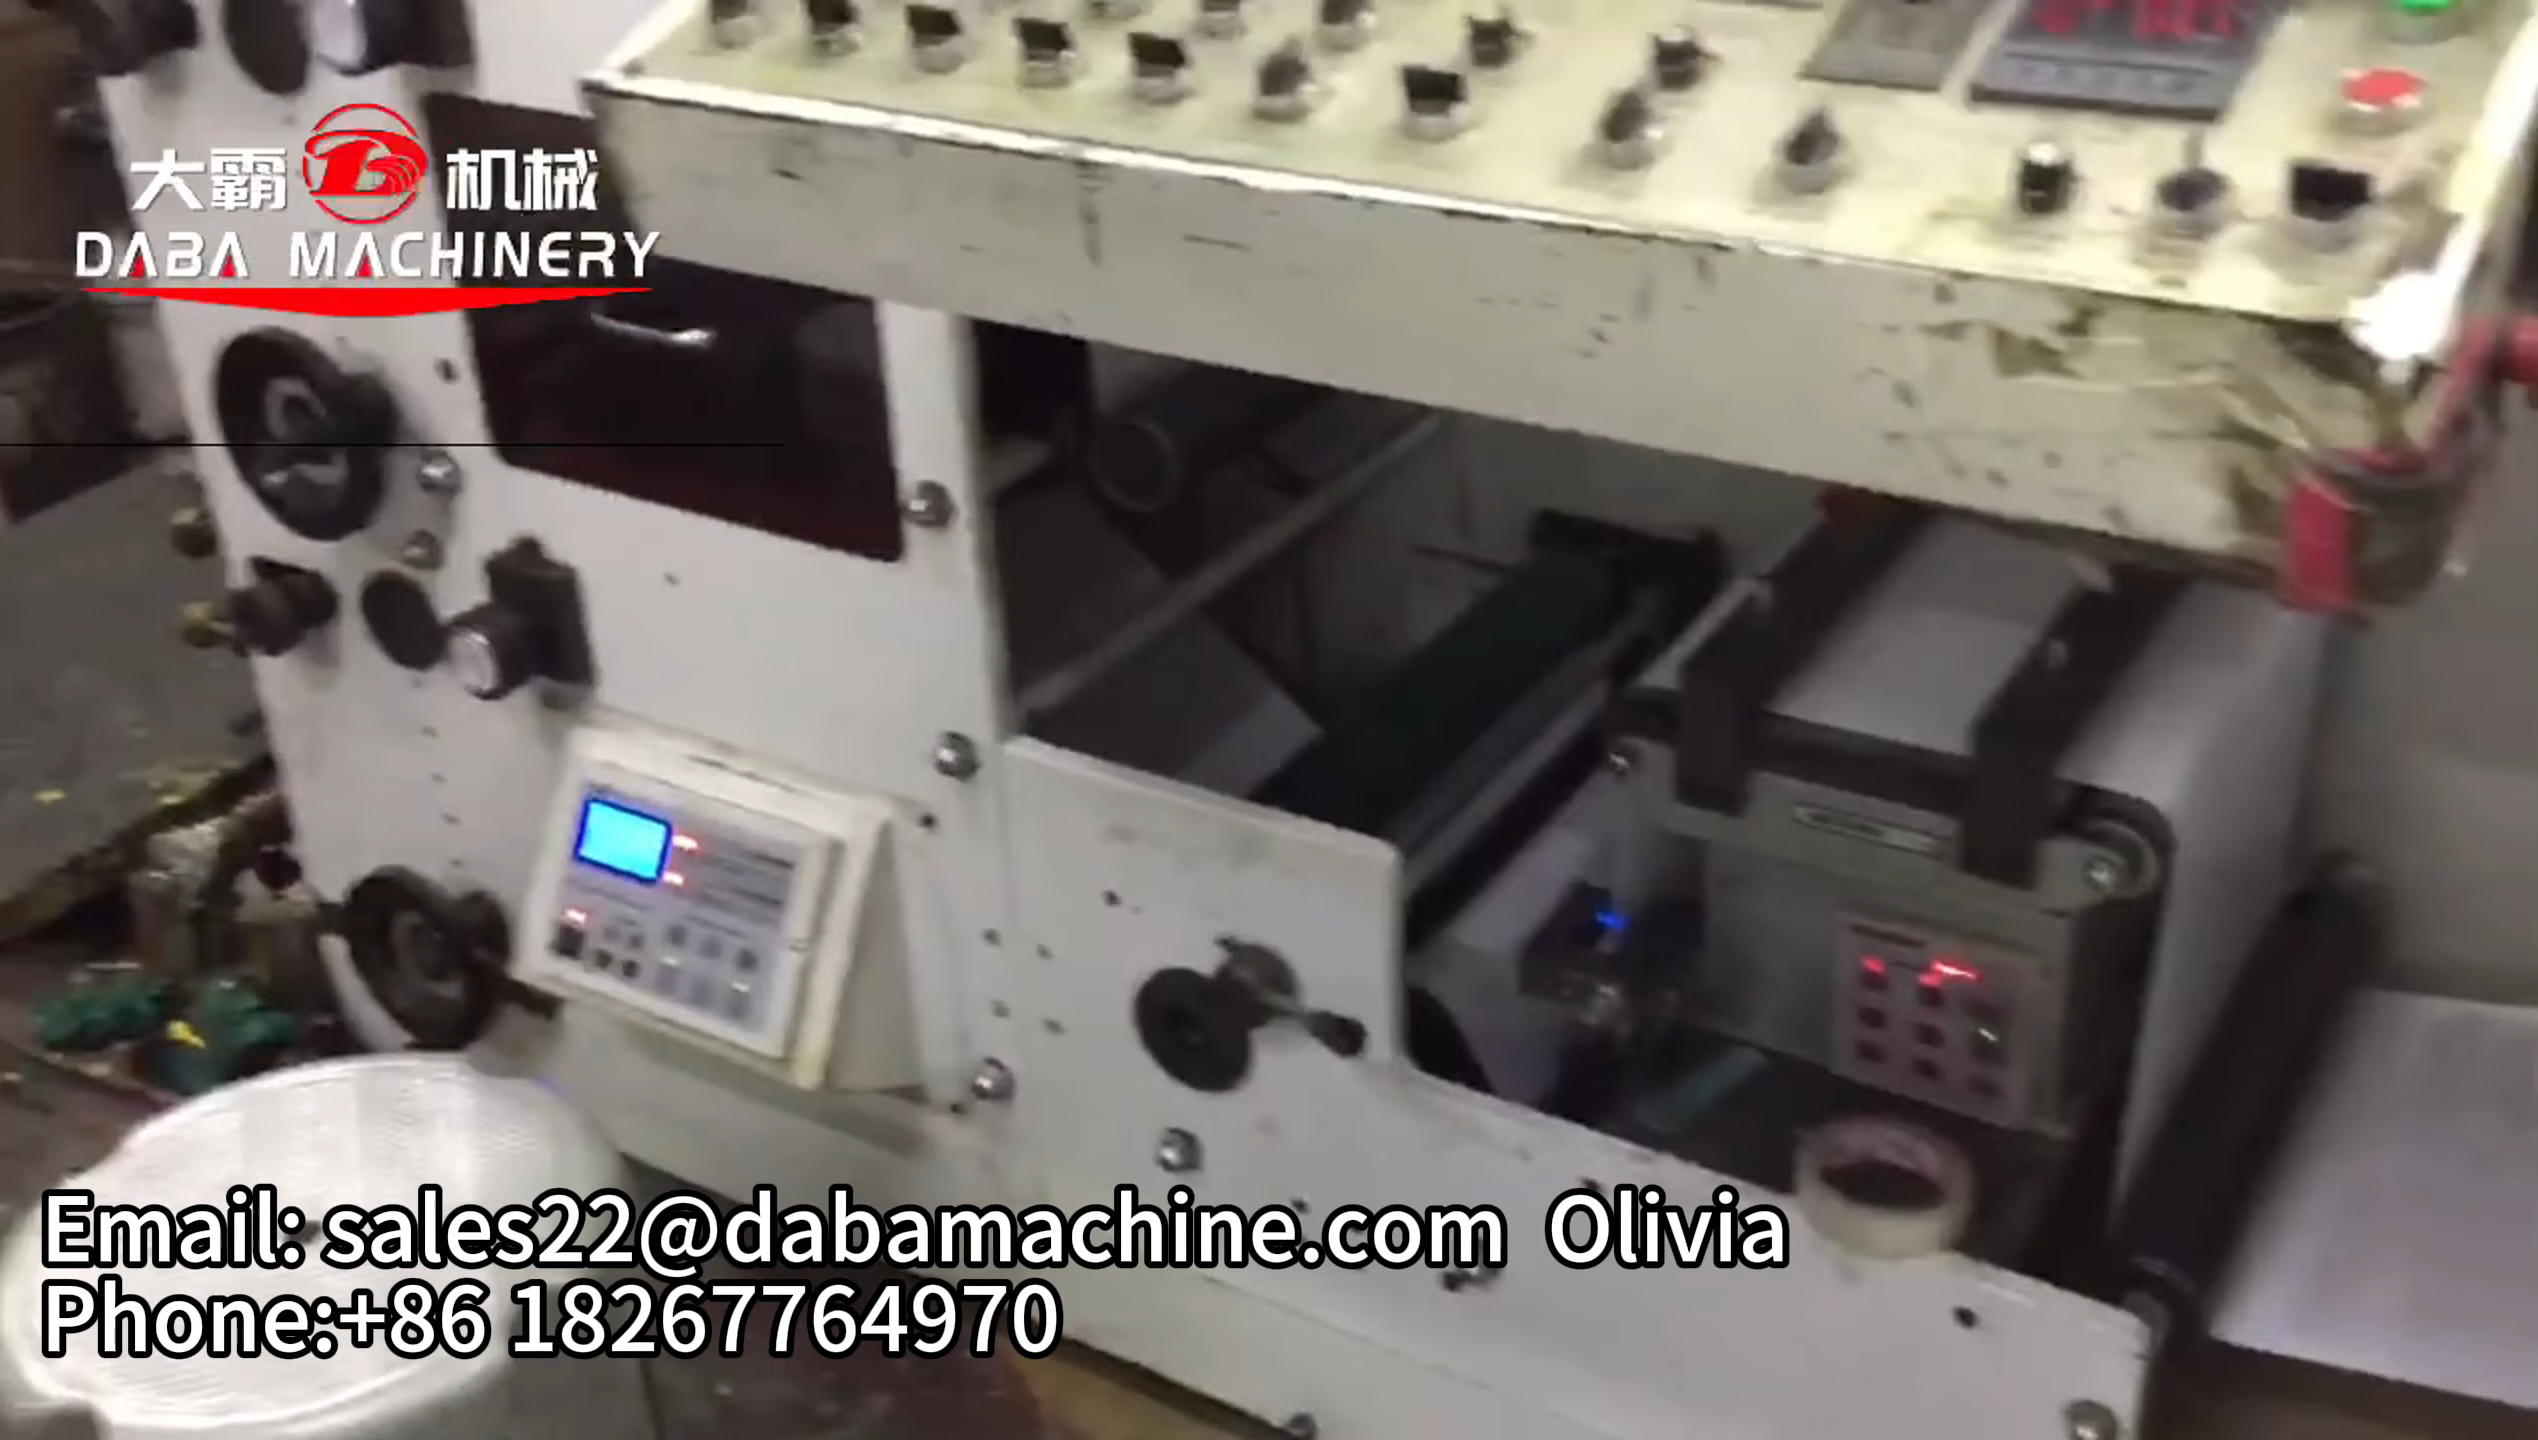 大霸 机械
DABA MACHINERY
Email: sales22@dabamachine.com Olivia
Phone:+86 18267764970